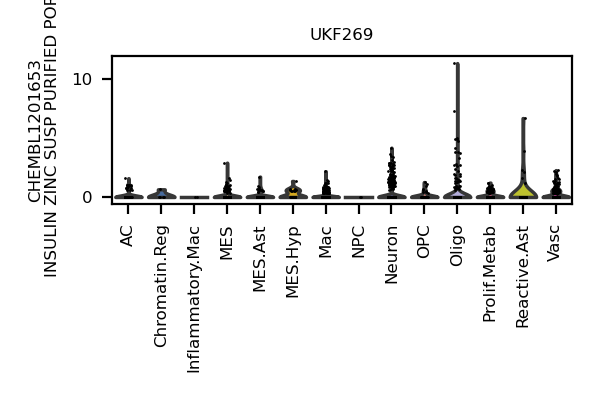 UKF269
CHEMBL1201653
INSULIN ZINC SUSP PURIFIED POR
10
0
AC
Chromatin.Reg
Inflammatory.Mac
MES
MES.Ast
MES.Hyp
Mac
NPC
Neuron
OPC
Oligo
Prolif.Metab
Reactive.Ast
Vasc